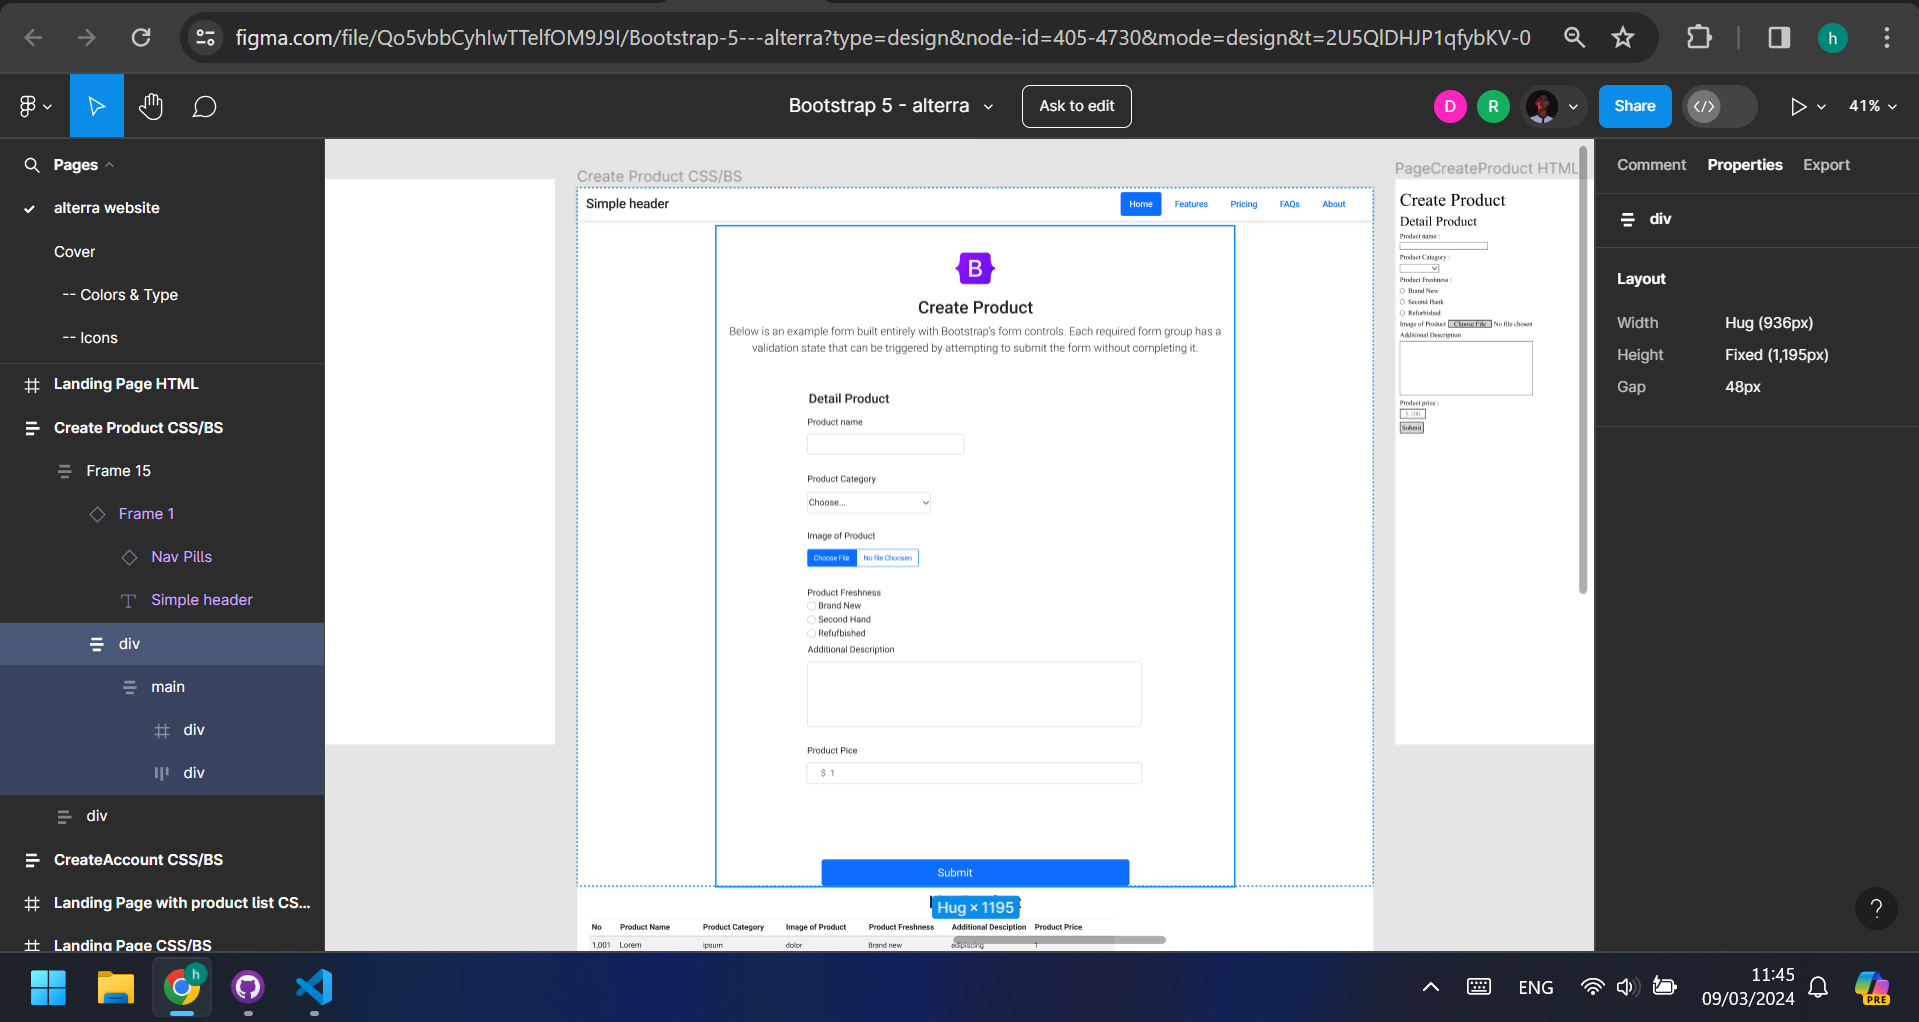 figma.com/file/Qo5vbbCyhIwTTelfOM9J9I/Bootstrap-5---alterra?type=design&node-id=405-4730&mode=design&t=2U5QlDHJP1qfybKV-0
h
Bootstrap 5 - alterra
Ask to edit
D
R
Share
41%
Pages
alterra website
Cover
-- Colors & Type
-- Icons
Landing Page HTML
Create Product CSS/BS
Frame 15
Frame 1
Nav Pills
Simple header
div
main
div
div
div
CreateAccount CSS/BS
Landing Page with product list CS...
Landing Page CSS/BS
Create Product CSS/BS
Simple header
Home
Features
Pricing
FAQs
About
B
Create Product
Below is an example form built entirely with Bootstrap's form controls. Each required form group has a
validation state that can be triggered by attempting to submit the form without completing it.
Detail Product
Product name
Product Category
Choose...
Image of Product
Choose File
No file Choosen
Product Freshness
Brand New
Second Hand
Refufbished
Additional Description
Product Pice
$ 1
Submit
Hug × 1195
No Product Name Product Category Image of Product Product Freshness Additional Desciption Product Price
1,001 Lorem ipsum dolor Brand new adipiscing 1
PageCreateProduct HTML
Create Product
Detail Product
Product name :
Product Category :
Product Freshness :
Brand New
Second Hank
Refurbished
Image of Product Choose File No file chosen
Additional Description
Product price :
$ 100
Submit
Comment
Properties
Export
div
Layout
Width Hug (936px)
Height Fixed (1,195px)
Gap 48px
?
h
ENG
11:45
09/03/2024
PRE